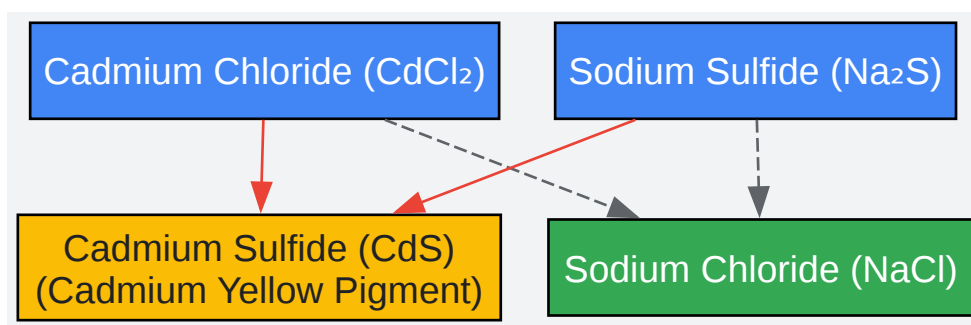 Cadmium Chloride (CdCl₂)
Sodium Sulfide (Na₂S)
Cadmium Sulfide (CdS)
(Cadmium Yellow Pigment)
Sodium Chloride (NaCl)